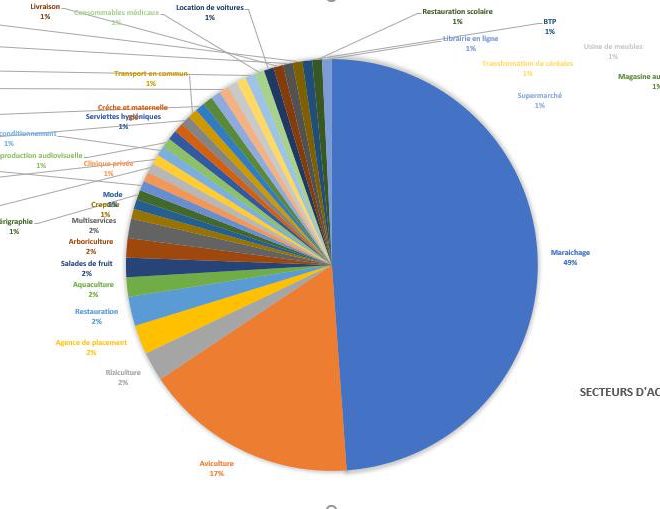 Livraison
1%
Consommables médicaux
1%
Location de voitures
1%
Restauration scolaire
1%
BTP
1%
Librairie en ligne
1%
Usine de meubles
1%
Transformation de céréales
1%
Magasine au
1%
Supermarché
1%
Transport en commun
1%
Crèche et maternelle
Serviettes hygiéniques
1%
conditionnement
1%
production audiovisuelle
1%
Clinique privée
1%
Mode
1%
érigraphie
1%
Multiservices
2%
Arboriculture
2%
Salades de fruit
2%
Aquaculture
2%
Restauration
2%
Agence de placement
2%
Riziculture
2%
Aviculture
17%
Maraichage
49%
SECTEURS D'AC